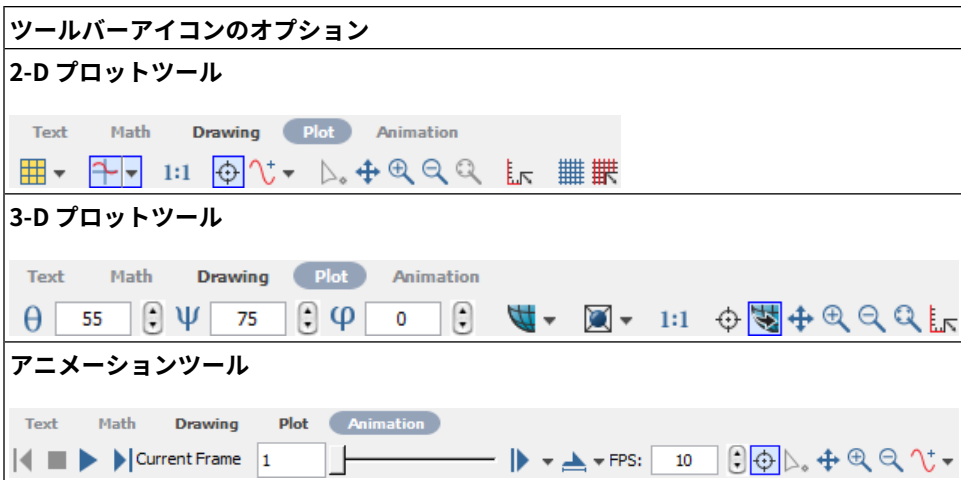 ツールバーアイコンのオプション
2-D プロットツール
Text Math Drawing Plot Animation
1:1
3-D プロットツール
Text Math Drawing Plot Animation
θ 55 ψ 75 φ 0 1:1
アニメーションツール
Text Math Drawing Plot Animation
Current Frame 1 FPS: 10